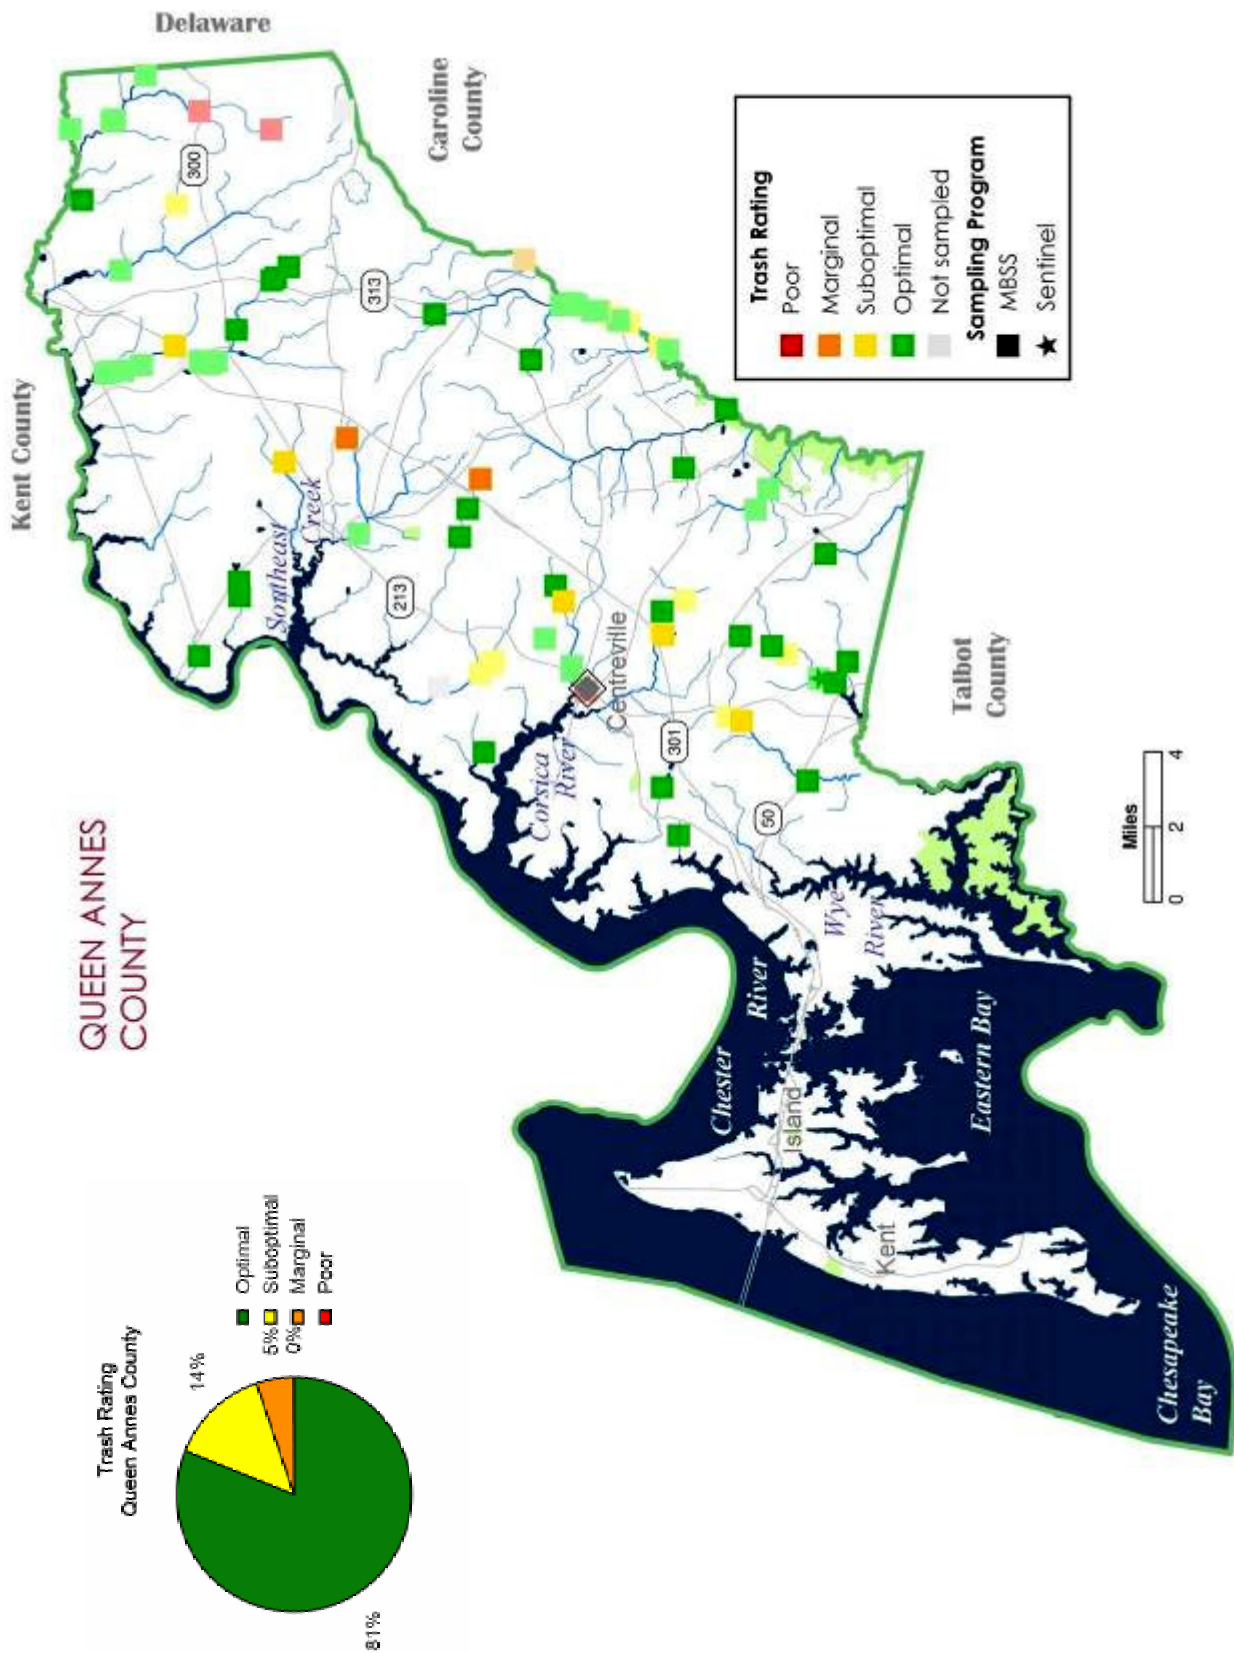 QUEEN ANNES
COUNTY
Trash Rating
Queen Annes County
14%
5%
0%
81%
Optimal
Suboptimal
Marginal
Poor
Kent County
Delaware
Caroline
County
Talbot
County
Southeast
Creek
Corsica
River
Centreville
Wye
River
Chester
River
Eastern Bay
Kent
Island
Chesapeake
Bay
300
313
213
301
50
Miles
0 2 4
Trash Rating
Poor
Marginal
Suboptimal
Optimal
Not sampled
Sampling Program
MBSS
Sentinel